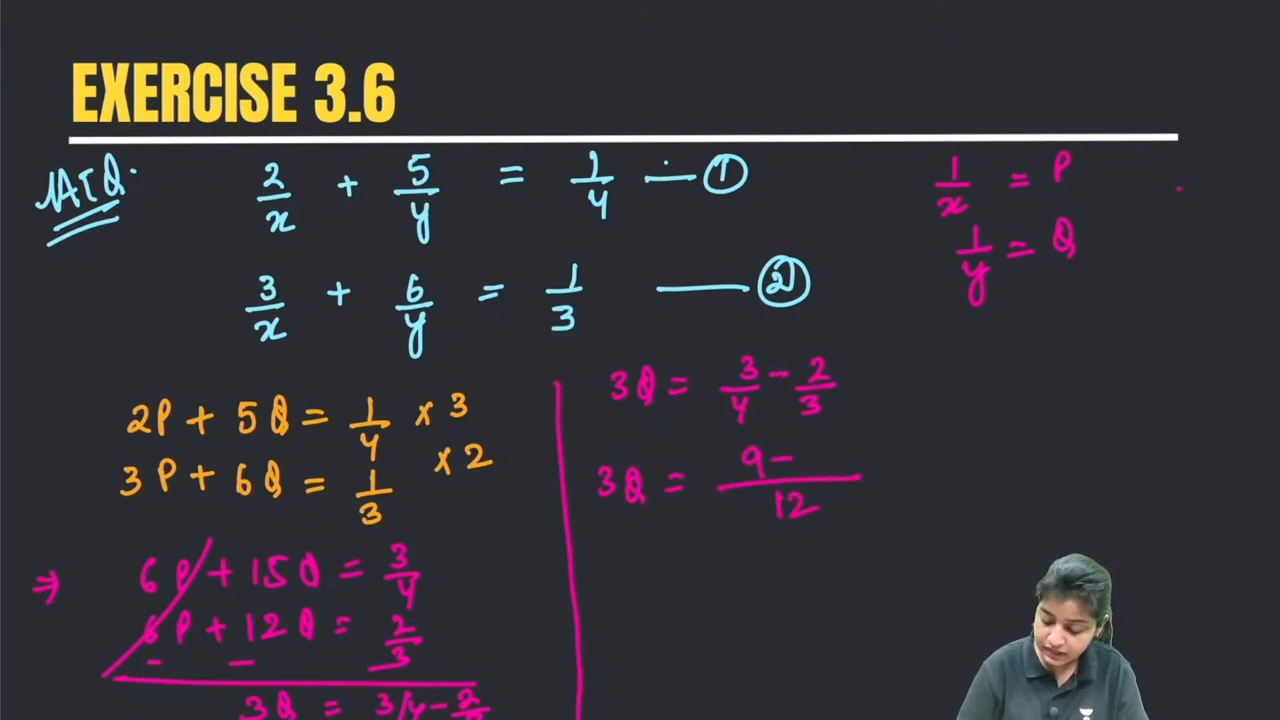 EXERCISE 3.6
ATQ.
2/x + 5/y = 1/4 — ①
3/x + 6/y = 1/3 — ②
1/x = P
1/y = Q
2P + 5Q = 1/4 × 3
3P + 6Q = 1/3 × 2
⇒ 6P + 15Q = 3/4
6P + 12Q = 2/3
- -
3Q = 3/4 - 2/3
3Q = 3/4 - 2/3
3Q = 9 - / 12